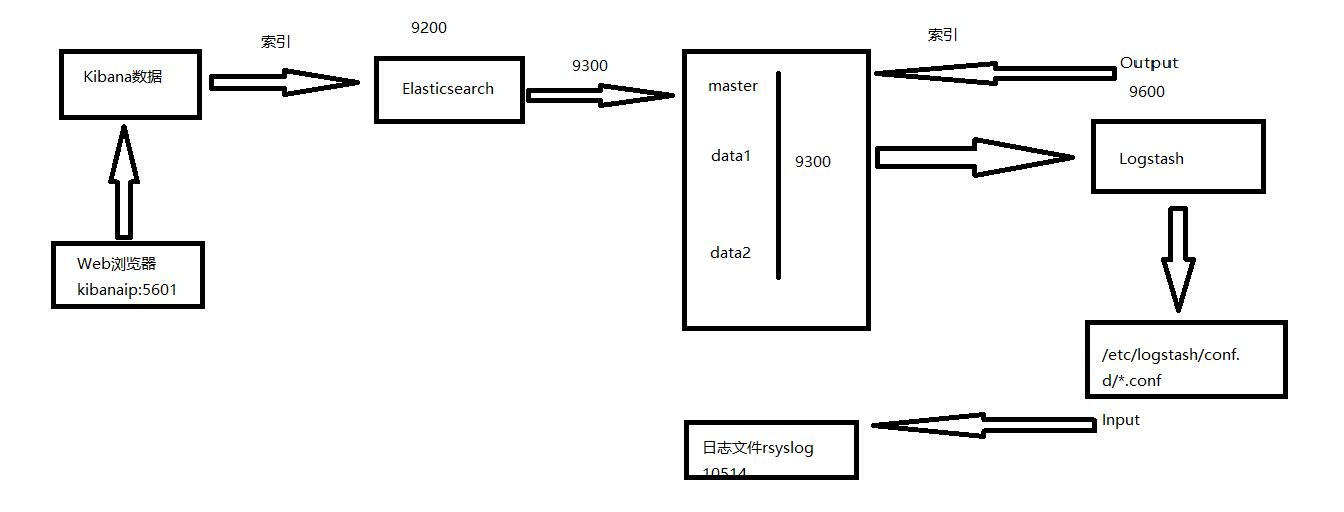 9200
索引
索引
9300
Output
Kibana数据
Elasticsearch
master
9600
data1
9300
Logstash
data2
Web浏览器
kibanaip:5601
/etc/logstash/conf.
d/*.conf
Input
日志文件rsyslog
10514